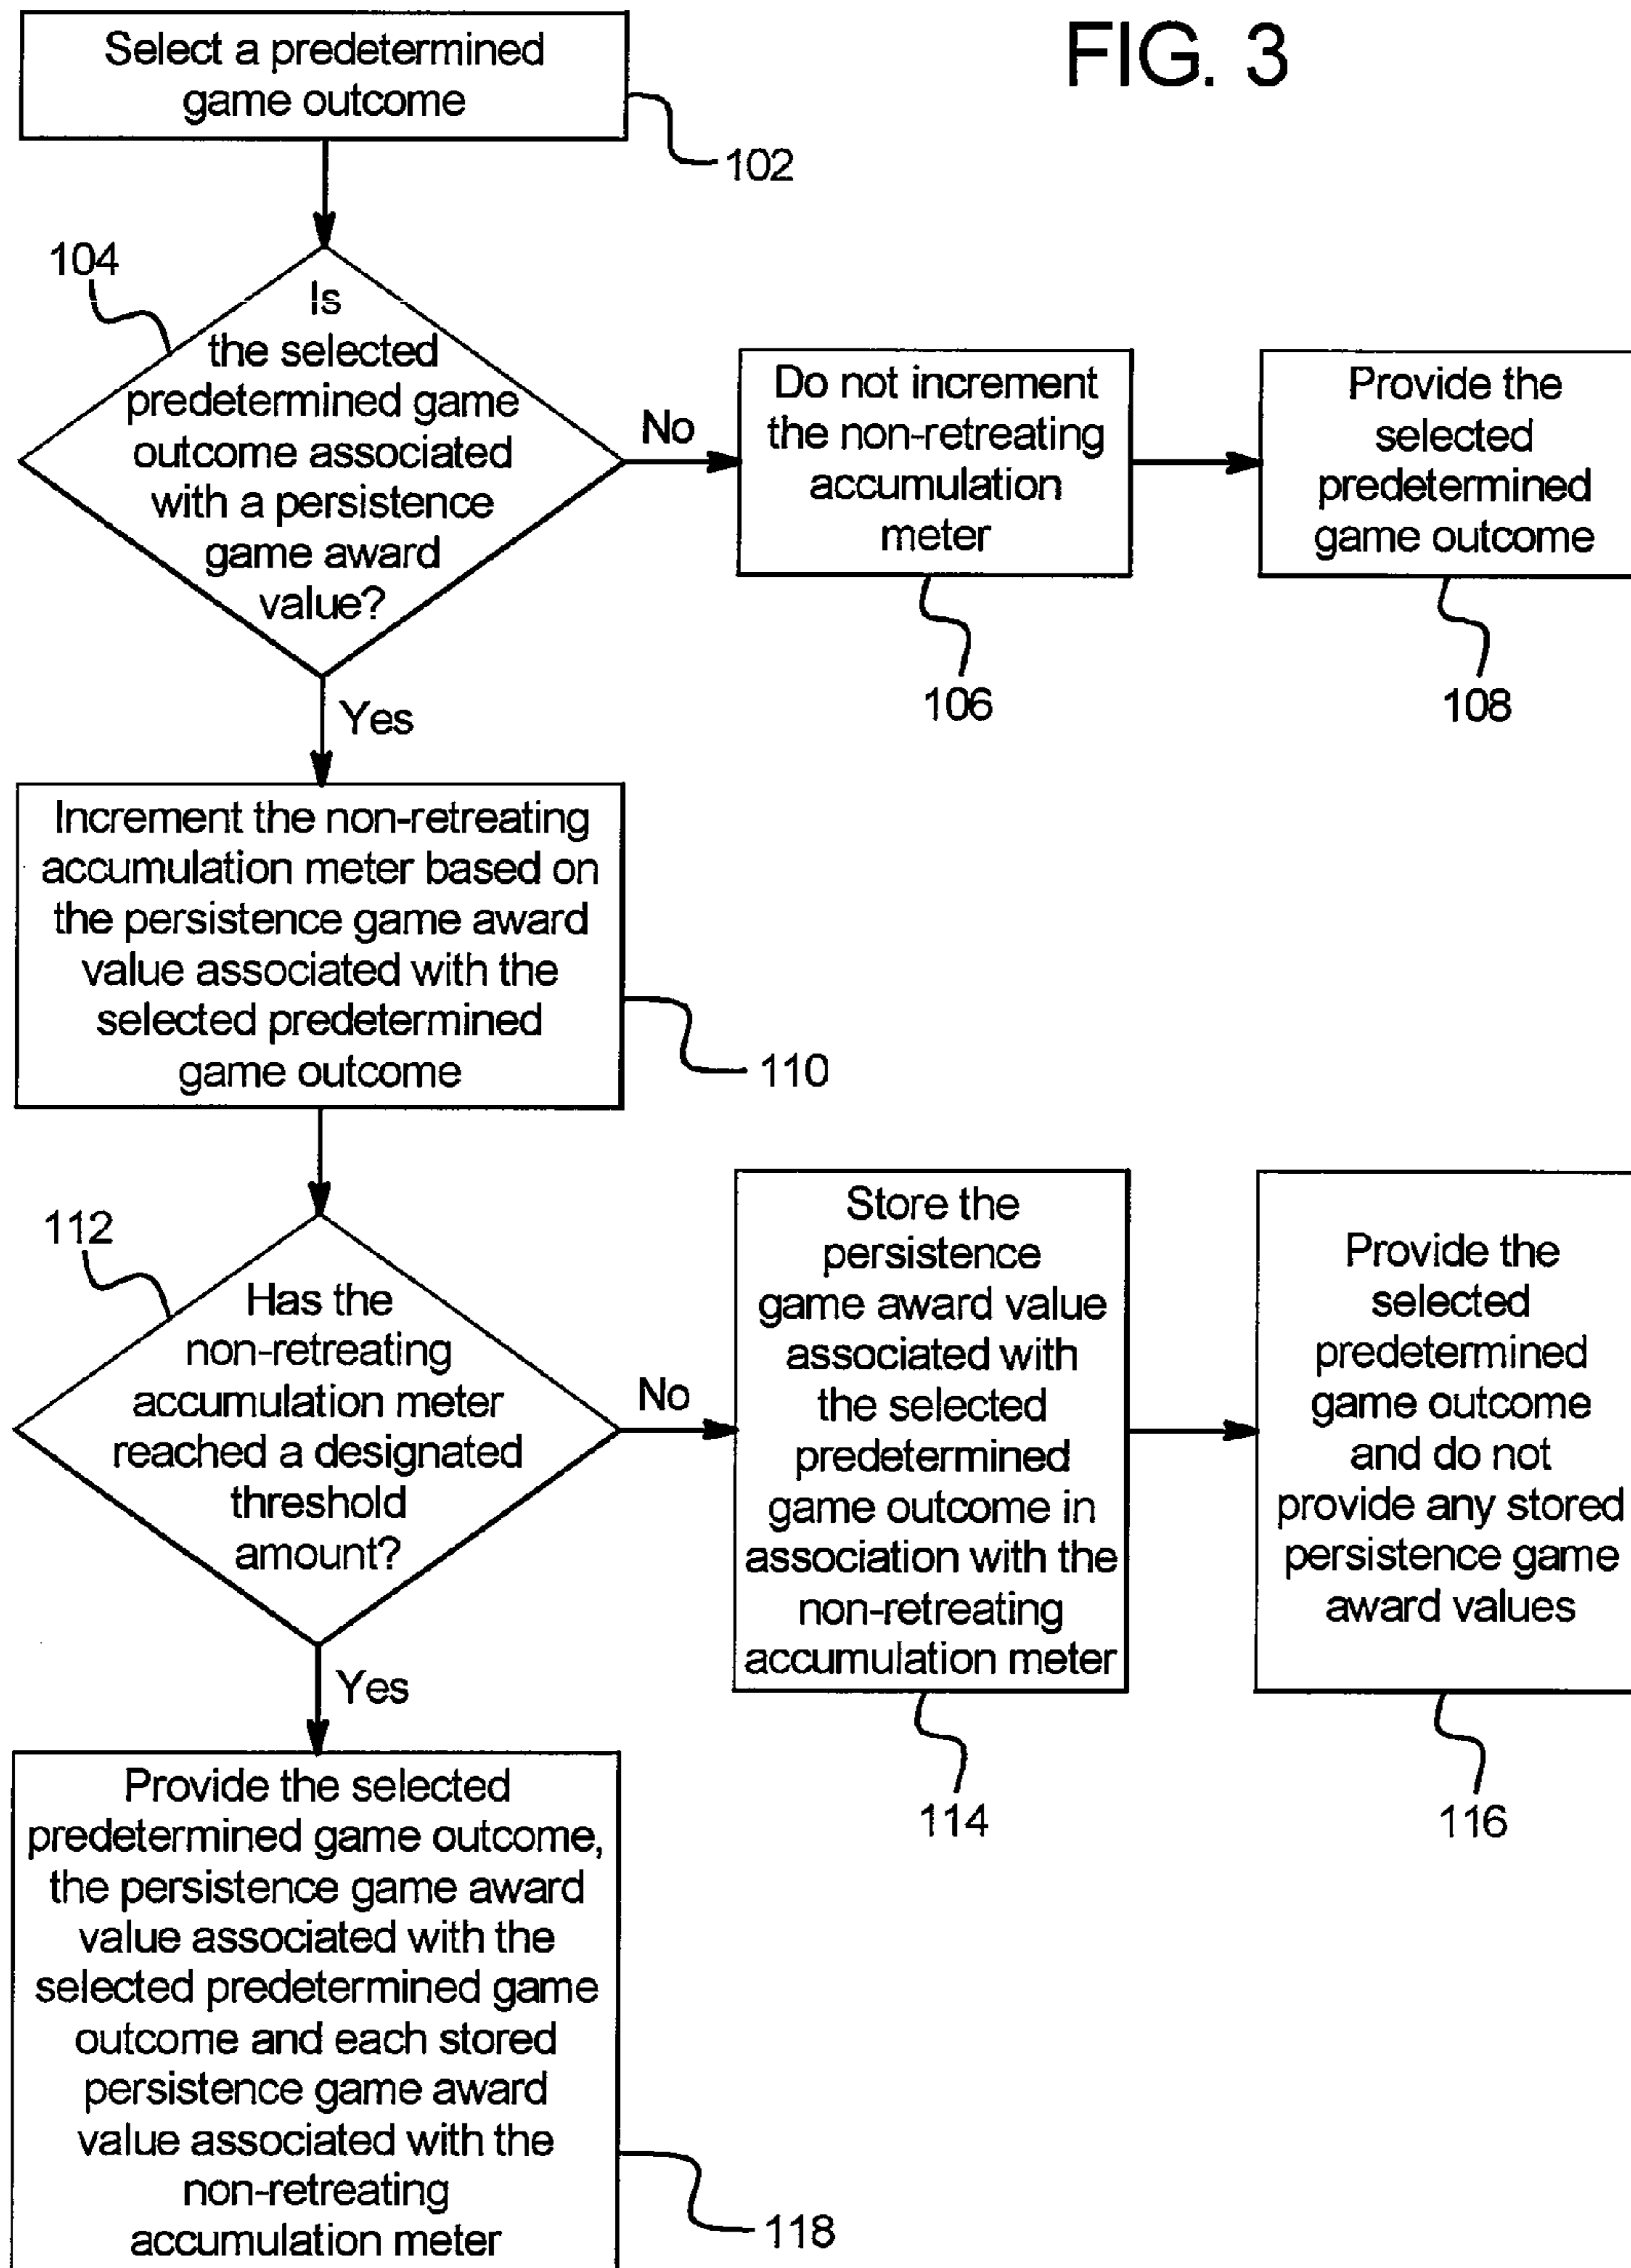 FIG. 3
Select a predetermined
game outcome
102
104
Is
the selected
predetermined game
outcome associated
with a persistence
game award
value?
No
Do not increment
the non-retreating
accumulation
meter
106
Provide the
selected
predetermined
game outcome
108
Yes
Increment the non-retreating
accumulation meter based on
the persistence game award
value associated with the
selected predetermined
game outcome
110
112
Has the
non-retreating
accumulation meter
reached a designated
threshold
amount?
No
Store the
persistence
game award value
associated with
the selected
predetermined
game outcome in
association with the
non-retreating
accumulation meter
114
Provide the
selected
predetermined
game outcome
and do not
provide any stored
persistence game
award values
116
Yes
Provide the selected
predetermined game outcome,
the persistence game award
value associated with the
selected predetermined game
outcome and each stored
persistence game award
value associated with the
non-retreating
accumulation meter
118